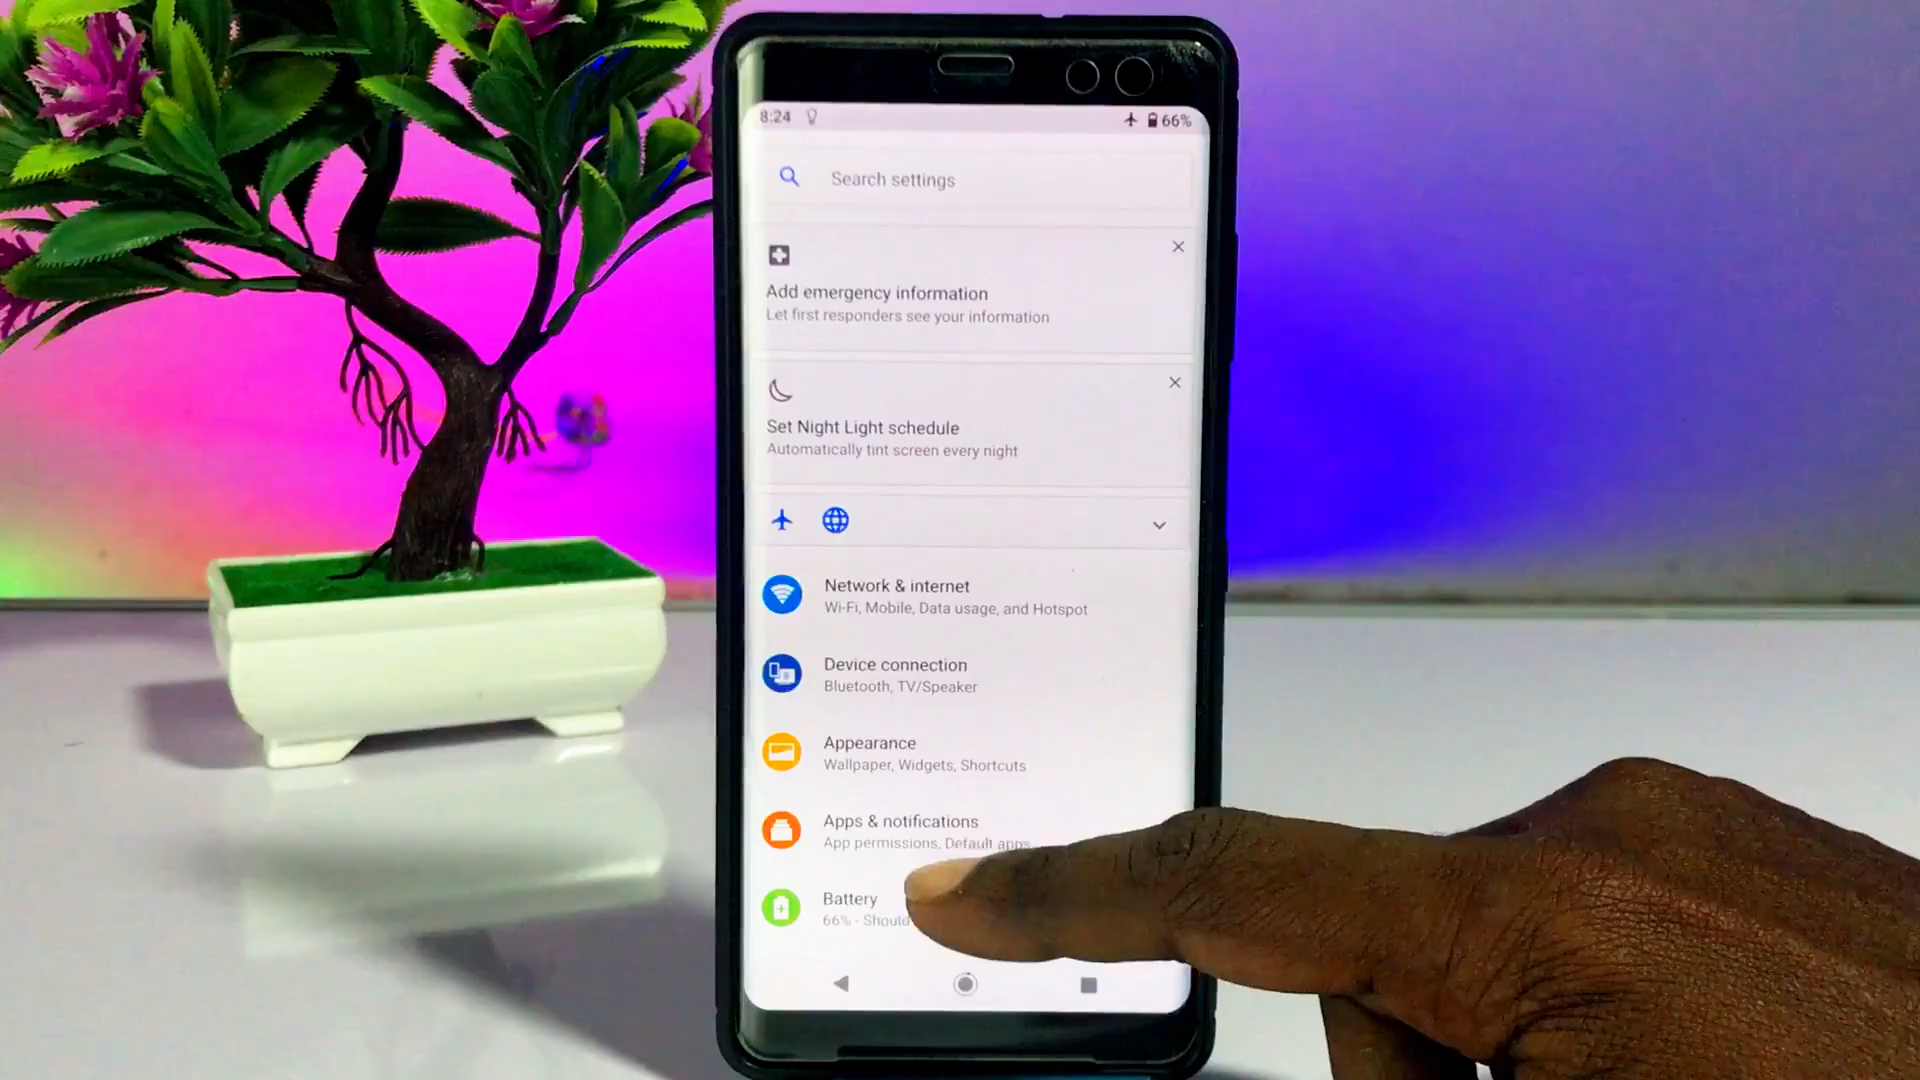 8:24
66%
Search settings
Add emergency information
Let first responders see your information
Set Night Light schedule
Automatically tint screen every night
Network & internet
Wi-Fi, Mobile, Data usage, and Hotspot
Device connection
Bluetooth, TV/Speaker
Appearance
Wallpaper, Widgets, Shortcuts
Apps & notifications
App permissions, Default apps
Battery
66% - Should